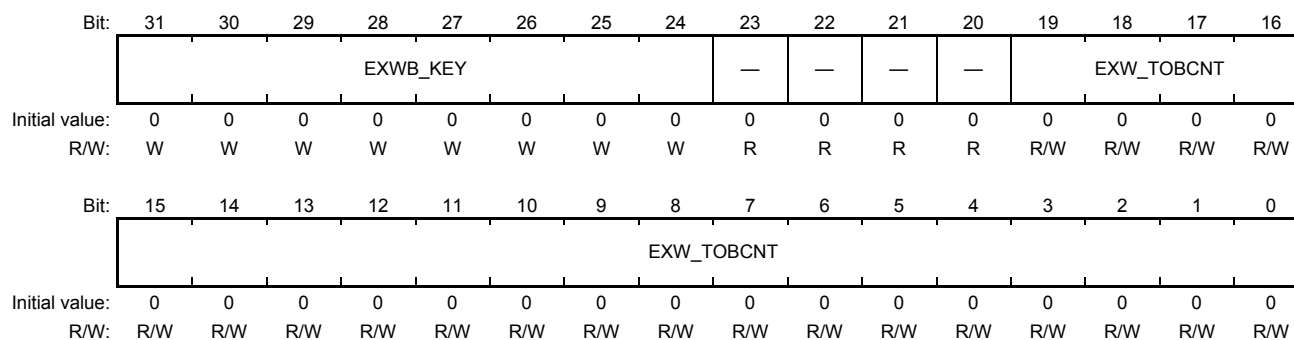 Bit: 31 30 29 28 27 26 25 24 23 22 21 20 19 18 17 16
EXWB_KEY — — — — EXW_TOBCNT
Initial value: 0 0 0 0 0 0 0 0 0 0 0 0 0 0 0 0
R/W: W W W W W W W W R R R R R/W R/W R/W R/W
Bit: 15 14 13 12 11 10 9 8 7 6 5 4 3 2 1 0
EXW_TOBCNT
Initial value: 0 0 0 0 0 0 0 0 0 0 0 0 0 0 0 0
R/W: R/W R/W R/W R/W R/W R/W R/W R/W R/W R/W R/W R/W R/W R/W R/W R/W